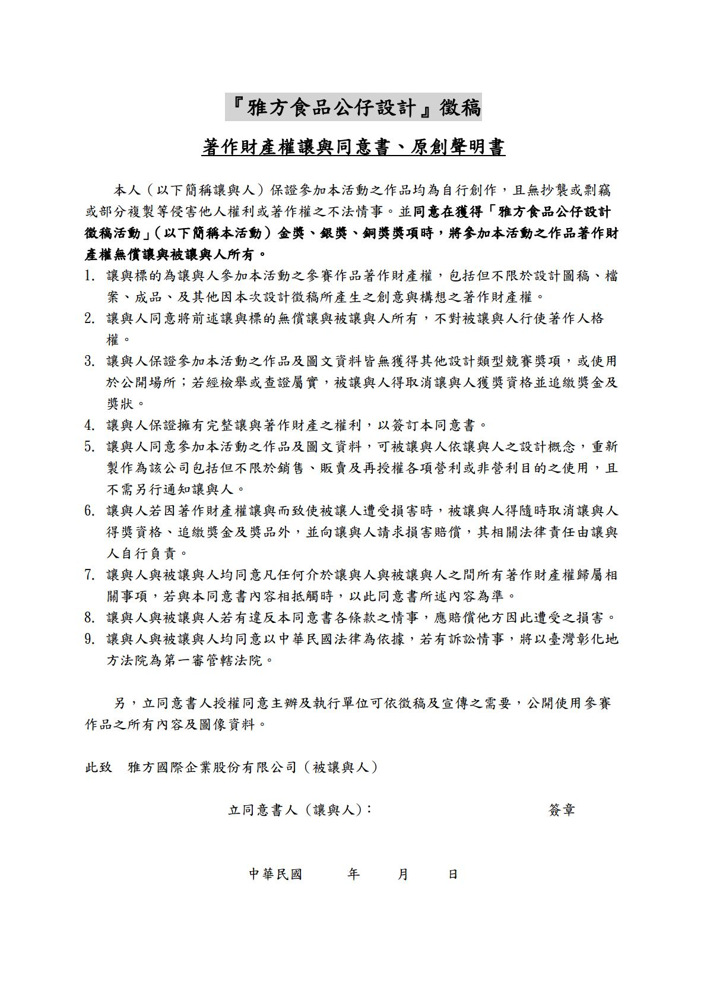 『雅方食品公仔設計』徵稿
著作財產權讓與同意書、原創聲明書
本人（以下簡稱讓與人）保證參加本活動之作品均為自行創作，且無抄襲或剽竊
或部分複製等侵害他人權利或著作權之不法情事。並同意在獲得「雅方食品公仔設計
徵稿活動」（以下簡稱本活動）金獎、銀獎、銅獎獎項時，將參加本活動之作品著作財
產權無償讓與被讓與人所有。
1. 讓與標的為讓與人參加本活動之參賽作品著作財產權，包括但不限於設計圖稿、檔
案、成品、及其他因本次設計徵稿所產生之創意與構想之著作財產權。
2. 讓與人同意將前述讓與標的無償讓與被讓與人所有，不對被讓與人行使著作人格
權。
3. 讓與人保證參加本活動之作品及圖文資料皆無獲得其他設計類型競賽獎項，或使用
於公開場所；若經檢舉或查證屬實，被讓與人得取消讓與人獲獎資格並追繳獎金及
獎狀。
4. 讓與人保證擁有完整讓與著作財產之權利，以簽訂本同意書。
5. 讓與人同意參加本活動之作品及圖文資料，可被讓與人依讓與人之設計概念，重新
製作為該公司包括但不限於銷售、販賣及再授權各項營利或非營利目的之使用，且
不需另行通知讓與人。
6. 讓與人若因著作財產權讓與而致使被讓人遭受損害時，被讓與人得隨時取消讓與人
得獎資格、追繳獎金及獎品外，並向讓與人請求損害賠償，其相關法律責任由讓與
人自行負責。
7. 讓與人與被讓與人均同意凡任何介於讓與人與被讓與人之間所有著作財產權歸屬相
關事項，若與本同意書內容相抵觸時，以此同意書所述內容為準。
8. 讓與人與被讓與人若有違反本同意書各條款之情事，應賠償他方因此遭受之損害。
9. 讓與人與被讓與人均同意以中華民國法律為依據，若有訴訟情事，將以臺灣彰化地
方法院為第一審管轄法院。
另，立同意書人授權同意主辦及執行單位可依徵稿及宣傳之需要，公開使用參賽
作品之所有內容及圖像資料。
此致　雅方國際企業股份有限公司（被讓與人）
立同意書人（讓與人）：　　　　　　　簽章
中華民國　　　年　　　月　　　日